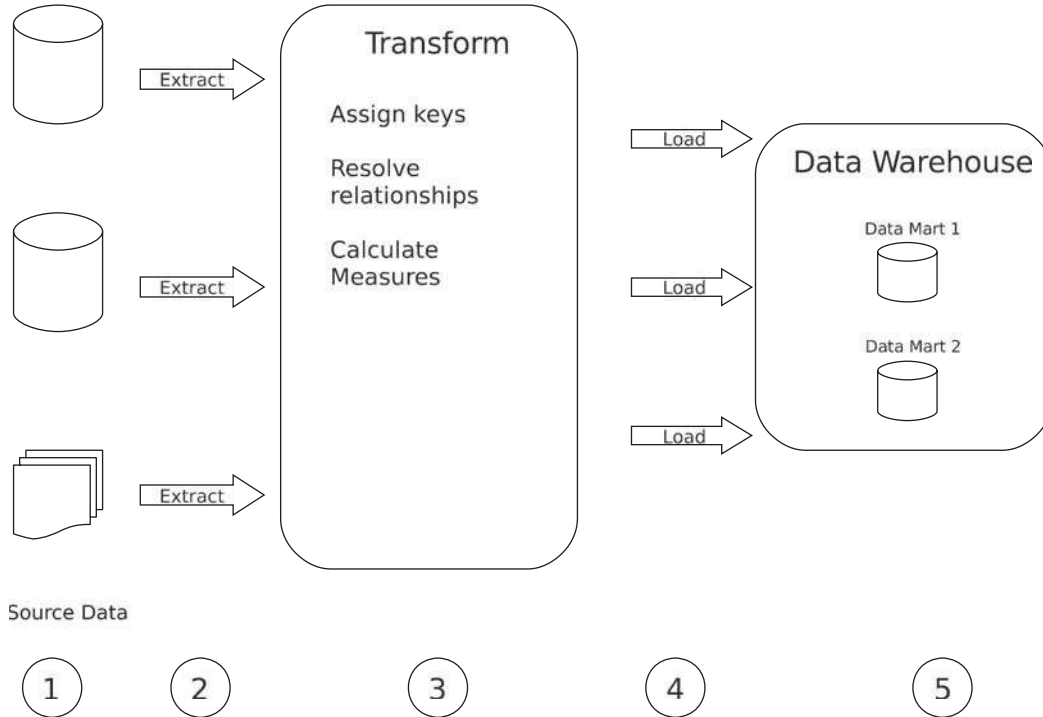 Transform
Extract
Assign keys
Load
Data Warehouse
Resolve
relationships
Data Mart 1
Calculate
Measures
Extract
Load
Data Mart 2
Load
Extract
Source Data
1
2
3
4
5